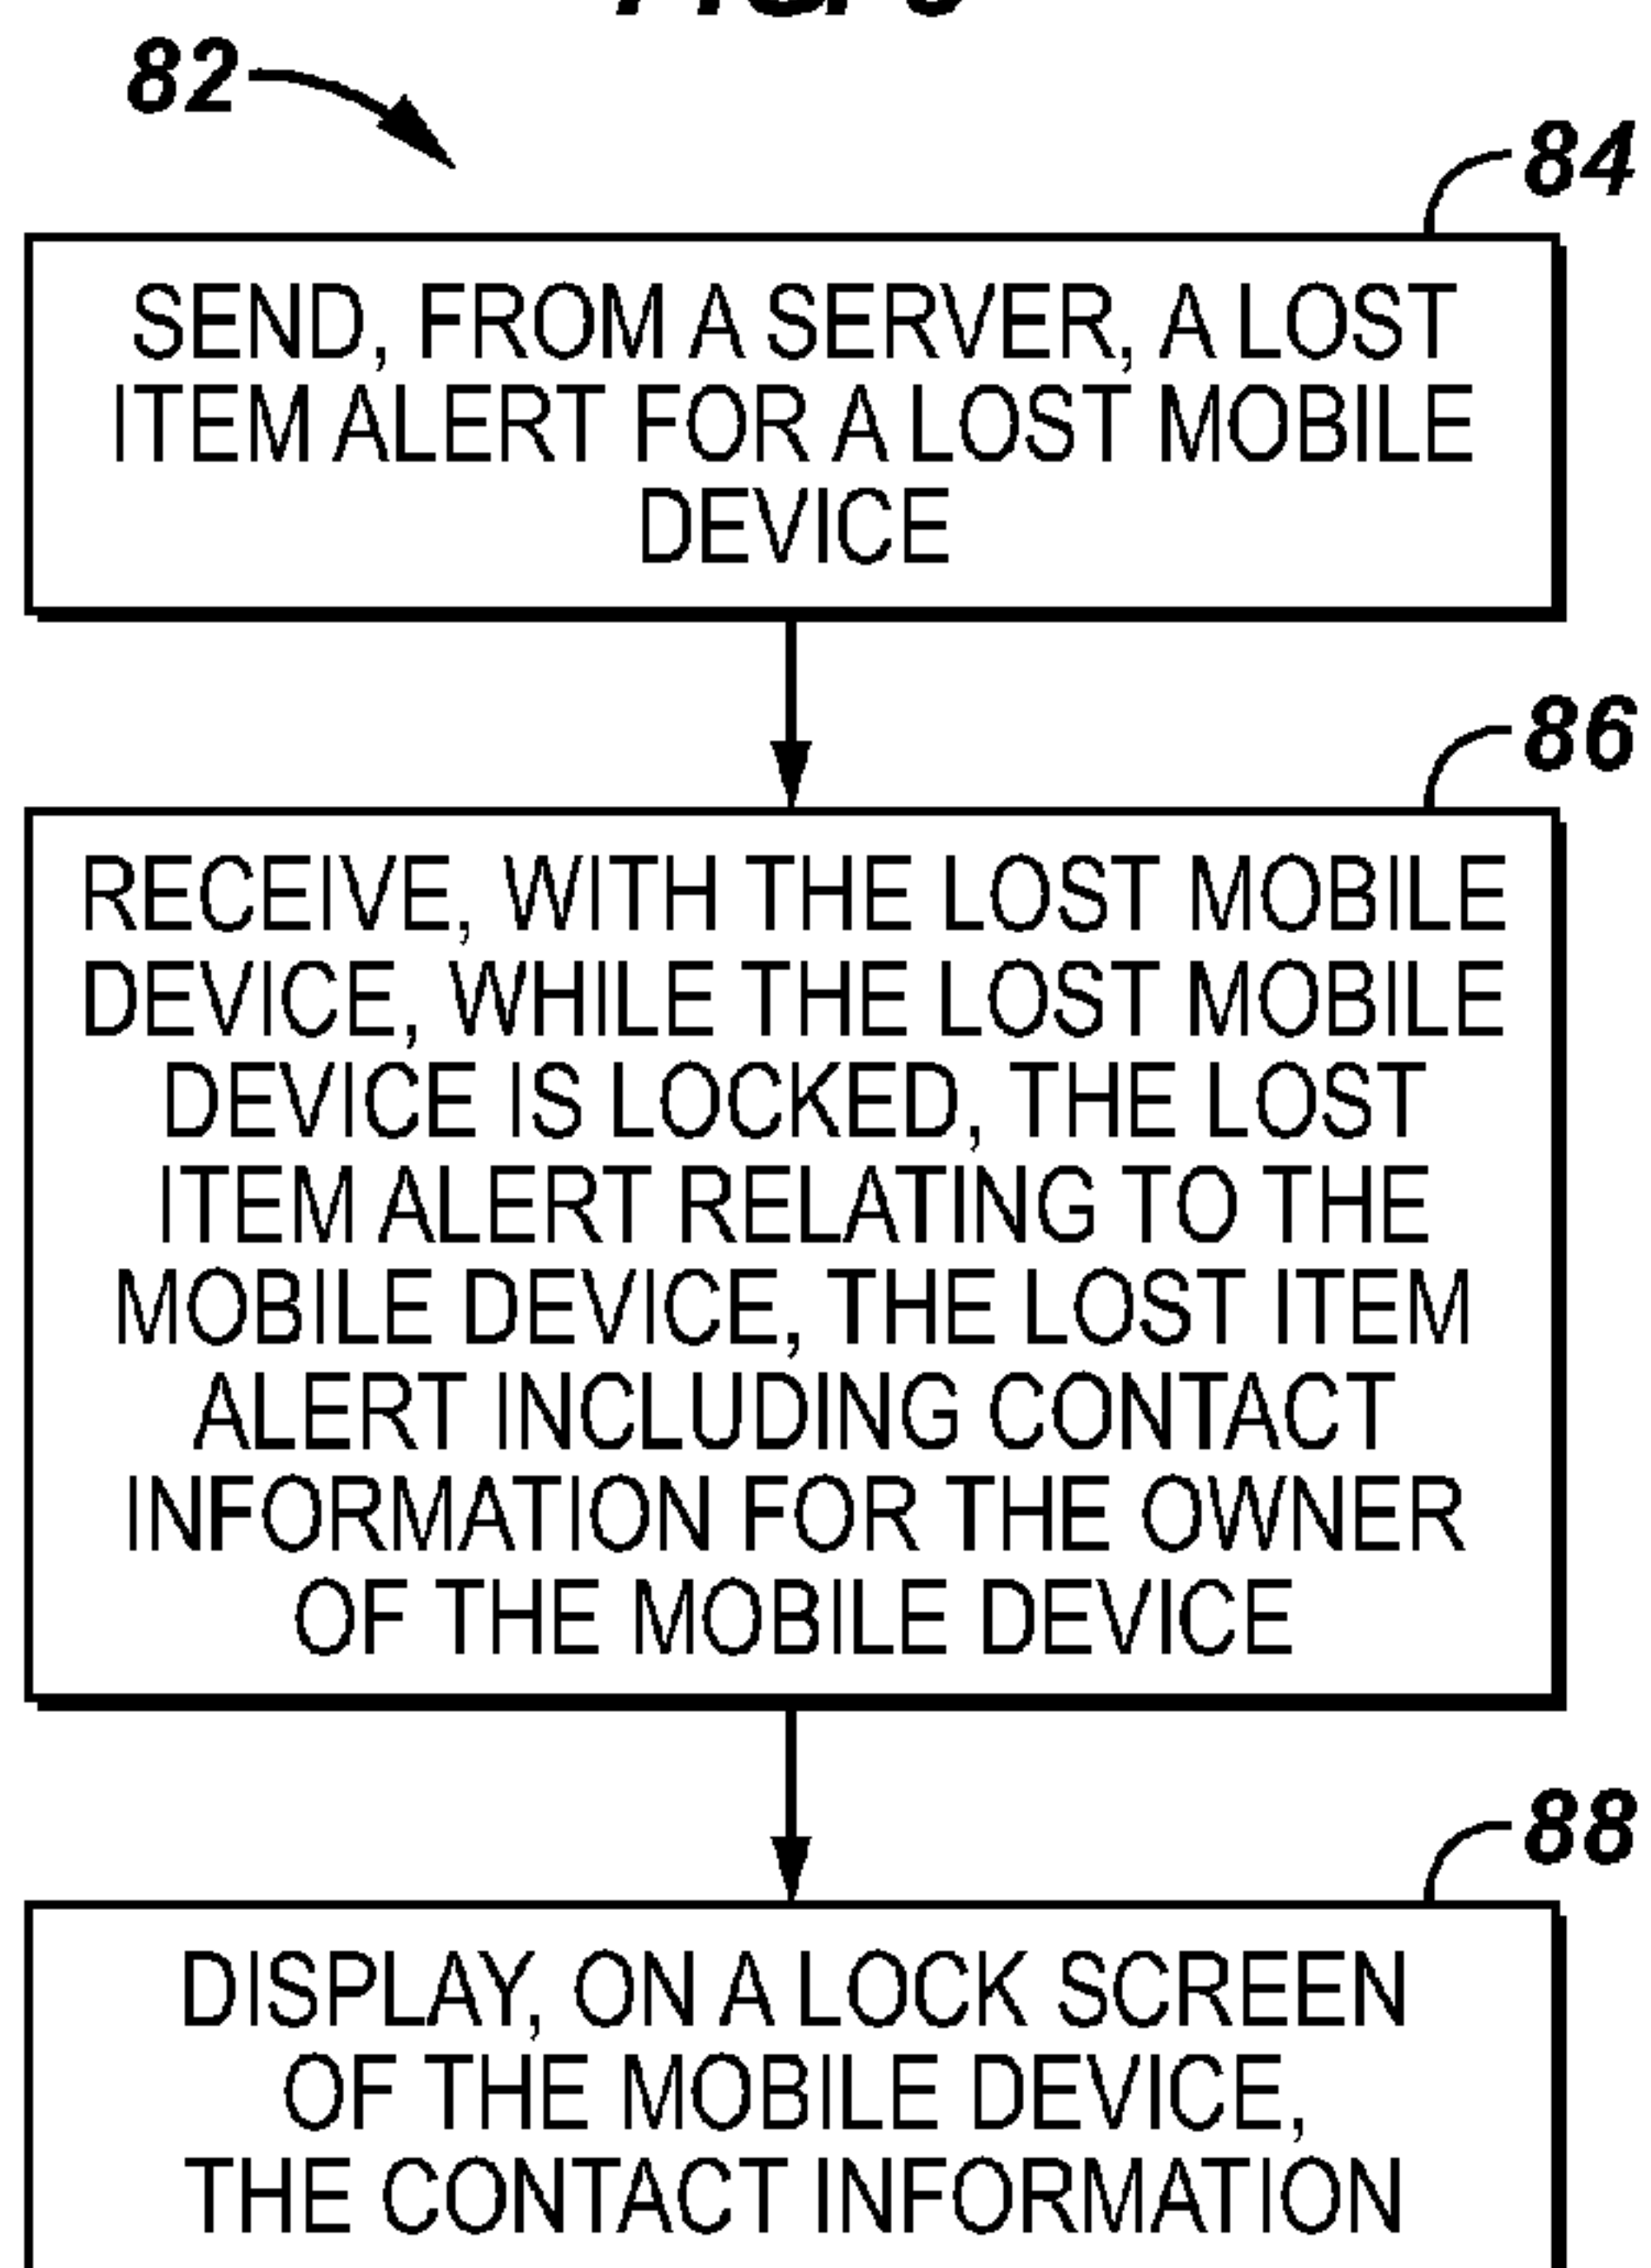 82
84
SEND, FROM A SERVER, A LOST
ITEM ALERT FOR A LOST MOBILE
DEVICE
86
RECEIVE, WITH THE LOST MOBILE
DEVICE, WHILE THE LOST MOBILE
DEVICE IS LOCKED, THE LOST
ITEM ALERT RELATING TO THE
MOBILE DEVICE, THE LOST ITEM
ALERT INCLUDING CONTACT
INFORMATION FOR THE OWNER
OF THE MOBILE DEVICE
88
DISPLAY, ON A LOCK SCREEN
OF THE MOBILE DEVICE,
THE CONTACT INFORMATION